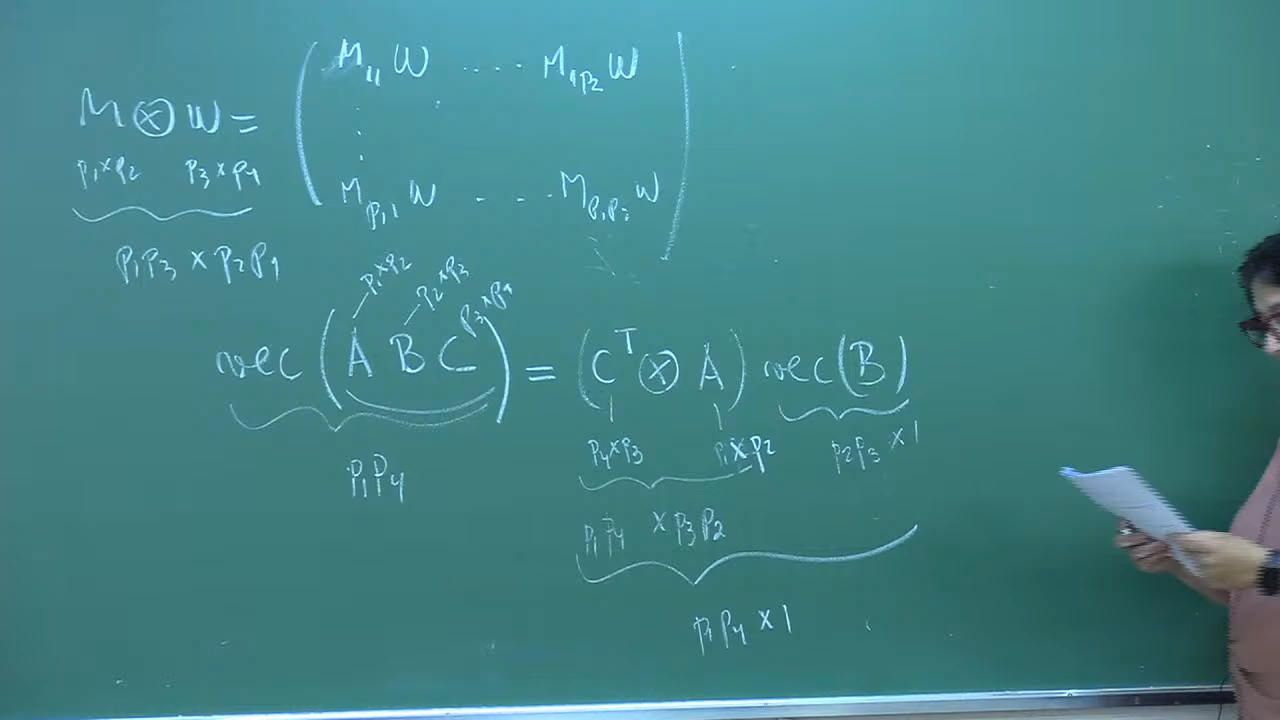 M₁₁ W .... M₁ₚ₂ W
M ⊗ W =
p₁×p₂ p₃×p₄
Mₚ₁₁ W . . . . Mₚ₁ₚ₂ W
p₁p₃ × p₂p₄
p₁×p₂ p₂×p₃ p₃×p₄
vec(A B C) = (Cᵀ ⊗ A) vec(B)
p₄×p₃ p₁×p₂ p₂p₃ × 1
p₁p₄
p₁p₄ × p₃p₂
p₁p₄ × 1